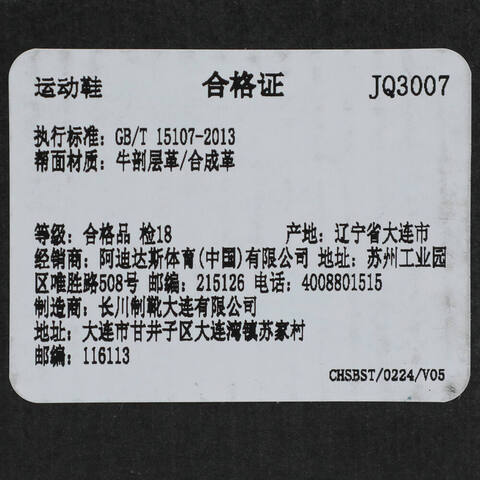 运动鞋 合格证 JQ3007
执行标准: GB/T 15107-2013
帮面材质: 牛剖层革/合成革
等级: 合格品 检18 产地: 辽宁省大连市
经销商: 阿迪达斯体育(中国)有限公司 地址: 苏州工业园
区唯胜路508号 邮编: 215126 电话: 4008801515
制造商: 长川制靴大连有限公司
地址: 大连市甘井子区大连湾镇苏家村
邮编: 116113
CHSBST/0224/V05